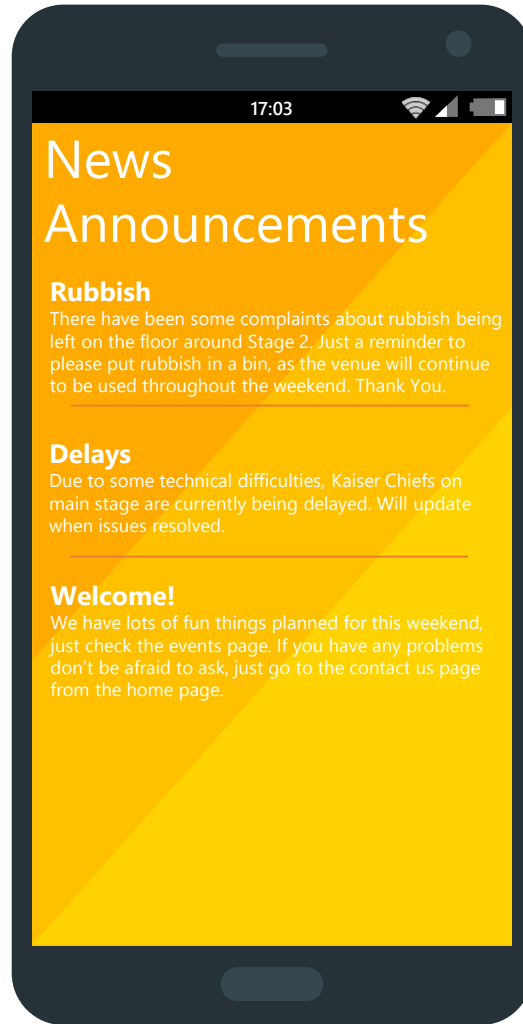 17:03
News
Announcements
Rubbish
There have been some complaints about rubbish being
left on the floor around Stage 2. Just a reminder to
please put rubbish in a bin, as the venue will continue
to be used throughout the weekend. Thank You.
Delays
Due to some technical difficulties, Kaiser Chiefs on
main stage are currently being delayed. Will update
when issues resolved.
Welcome!
We have lots of fun things planned for this weekend,
just check the events page. If you have any problems
don't be afraid to ask, just go to the contact us page
from the home page.